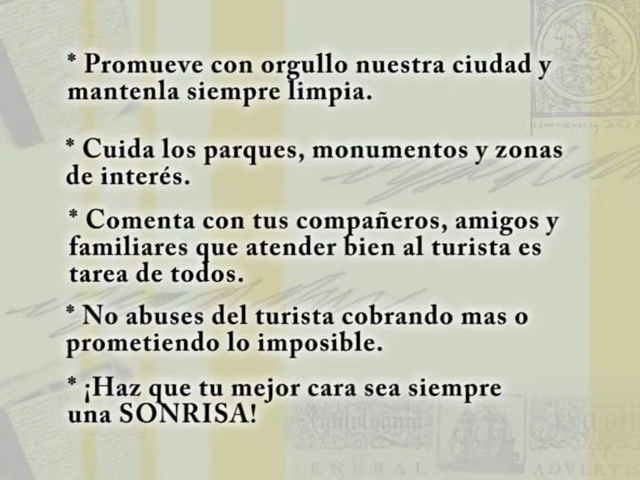 * Promueve con orgullo nuestra ciudad y
mantenla siempre limpia.
* Cuida los parques, monumentos y zonas
de interés.
* Comenta con tus compañeros, amigos y
familiares que atender bien al turista es
tarea de todos.
* No abuses del turista cobrando mas o
prometiendo lo imposible.
* ¡Haz que tu mejor cara sea siempre
una SONRISA!